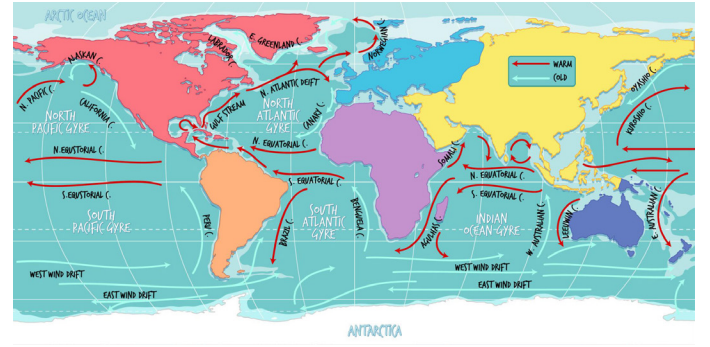 ARCTIC OCEAN
ALASKAN C.
LABRADOR C.
E. GREENLAND C.
NORWEGIAN C.
WARM
COLD
OYASHIO C.
N. PACIFIC C.
CALIFORNIA C.
NORTH
PACIFIC GYRE
GULF STREAM
N. ATLANTIC DRIFT
NORTH
ATLANTIC
GYRE
CANARY C.
KUROSHIO C.
SOMALI C.
N. EQUSTORIAL C.
N. EQUATORIAL C.
N. EQUATORIAL C.
S. EQUSTORIAL C.
S. EQUATORIAL C.
S. EQUATORIAL C.
SOUTH
PACIFIC GYRE
PERU C.
BRAZIL C.
SOUTH
ATLANTIC
GYRE
BENGUELA C.
AGULHAS C.
INDIAN
OCEAN GYRE
W. AUSTRALIAN C.
LEEUWIN C.
E. AUSTRALIAN C.
WEST WIND DRIFT
WEST WIND DRIFT
EAST WIND DRIFT
EAST WIND DRIFT
ANTARCTICA